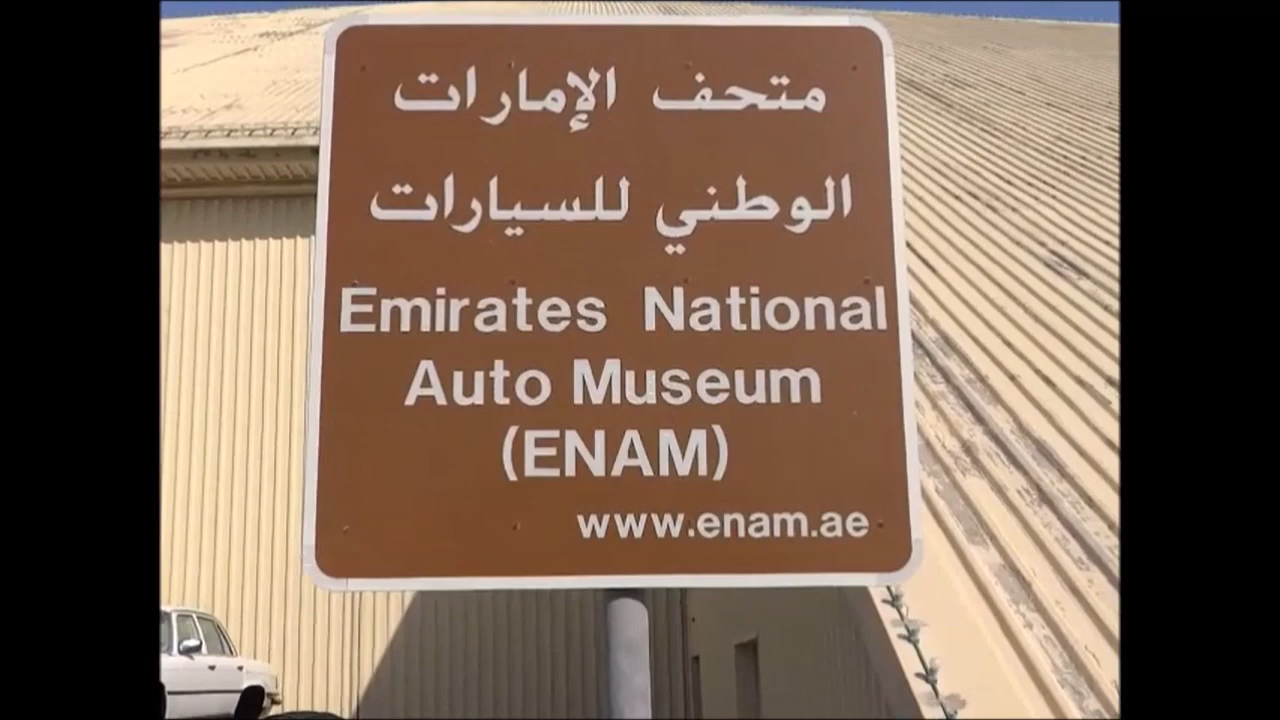 متحف الإمارات
الوطني للسيارات
Emirates National
Auto Museum
(ENAM)
www.enam.ae